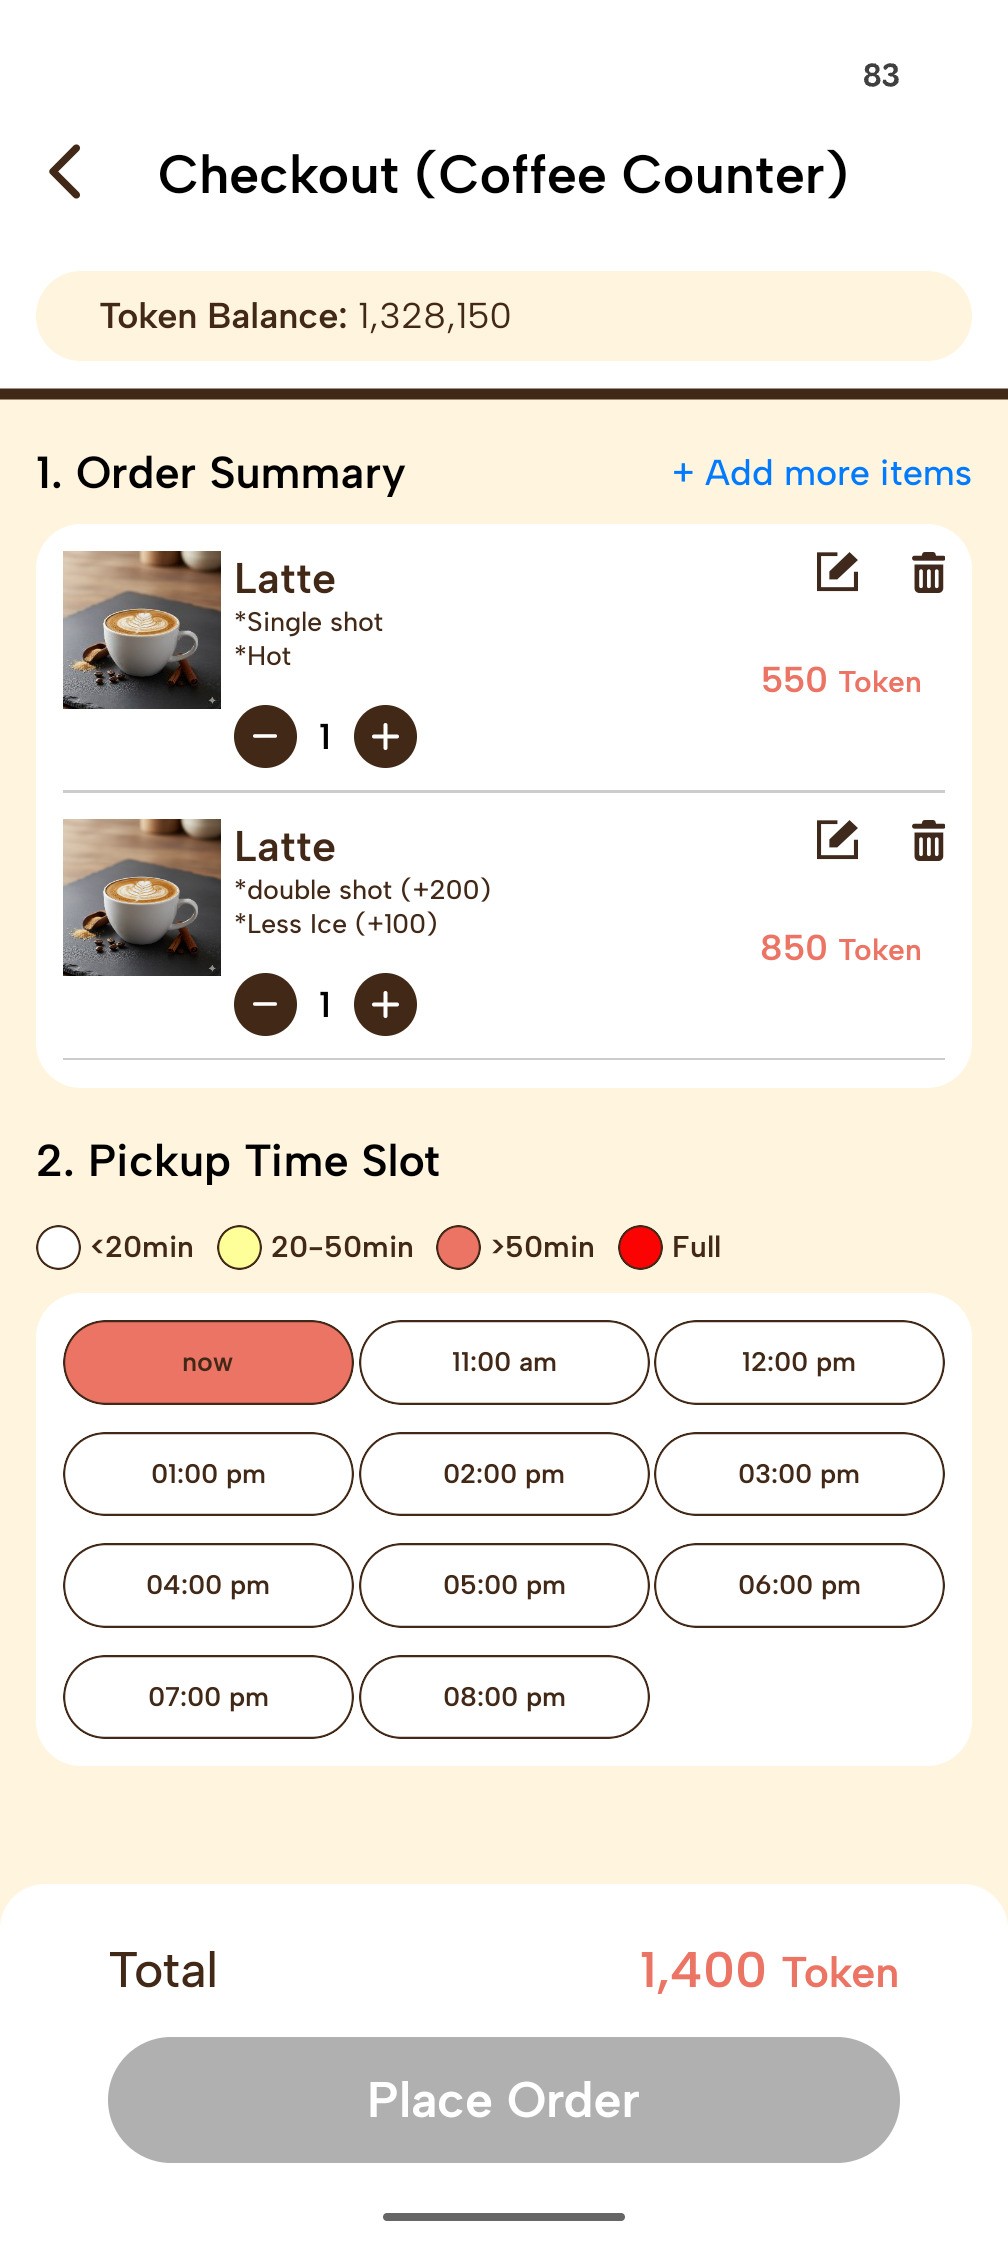 83
Checkout (Coffee Counter)
Token Balance: 1,328,150
1. Order Summary
+ Add more items
Latte
*Single shot
*Hot
550 Token
1
Latte
*double shot (+200)
*Less Ice (+100)
850 Token
1
2. Pickup Time Slot
<20min 20-50min >50min Full
now 11:00 am 12:00 pm
01:00 pm 02:00 pm 03:00 pm
04:00 pm 05:00 pm 06:00 pm
07:00 pm 08:00 pm
Total 1,400 Token
Place Order